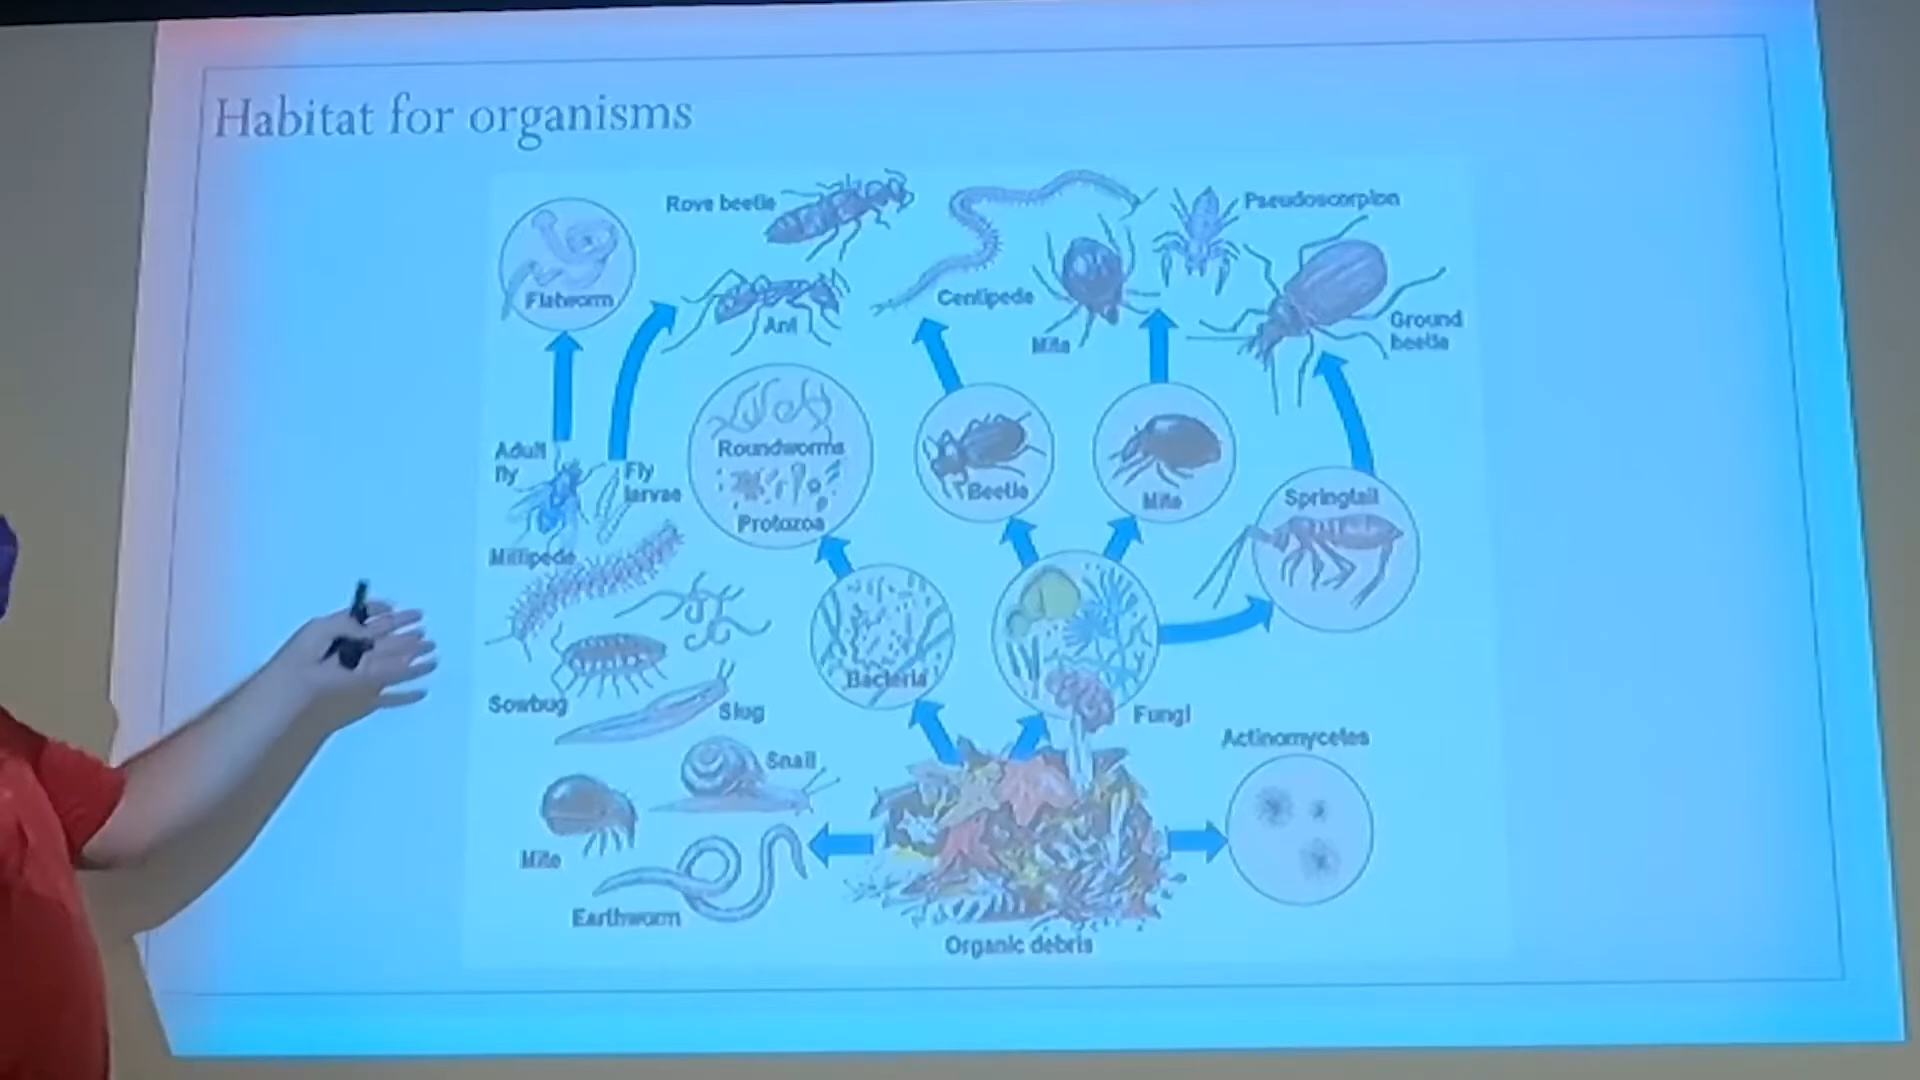 Habitat for organisms
Rove beetle
Pseudoscorpion
Flatworm
Centipede
Ant
Mite
Ground
beetle
Adult
fly
Fly
larvae
Roundworms
Protozoa
Beetle
Mite
Springtail
Millipede
Bacteria
Sowbug
Slug
Fungi
Actinomycetes
Snail
Mite
Earthworm
Organic debris